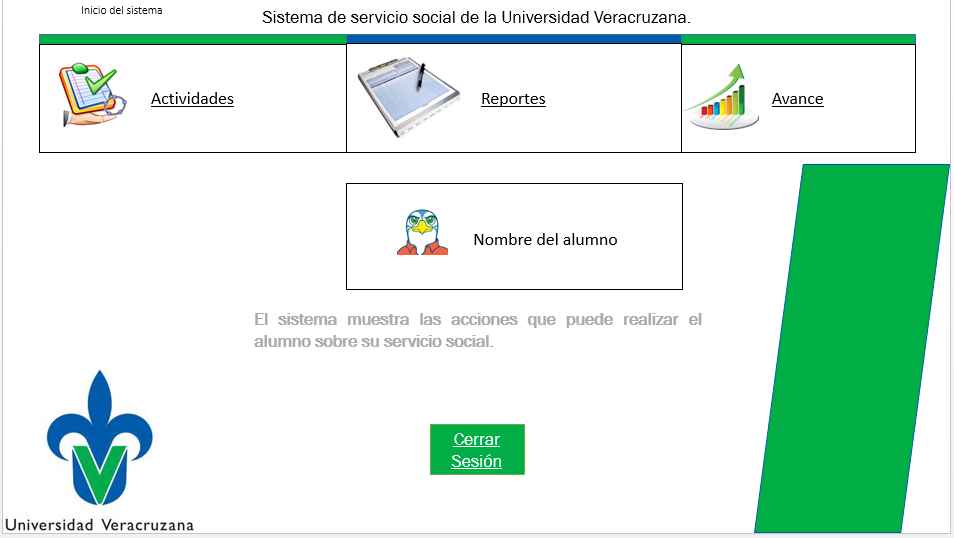 Inicio del sistema
Sistema de servicio social de la Universidad Veracruzana.
Actividades
Reportes
Avance
Nombre del alumno
El sistema muestra las acciones que puede realizar el
alumno sobre su servicio social.
Cerrar
Sesión
Universidad Veracruzana